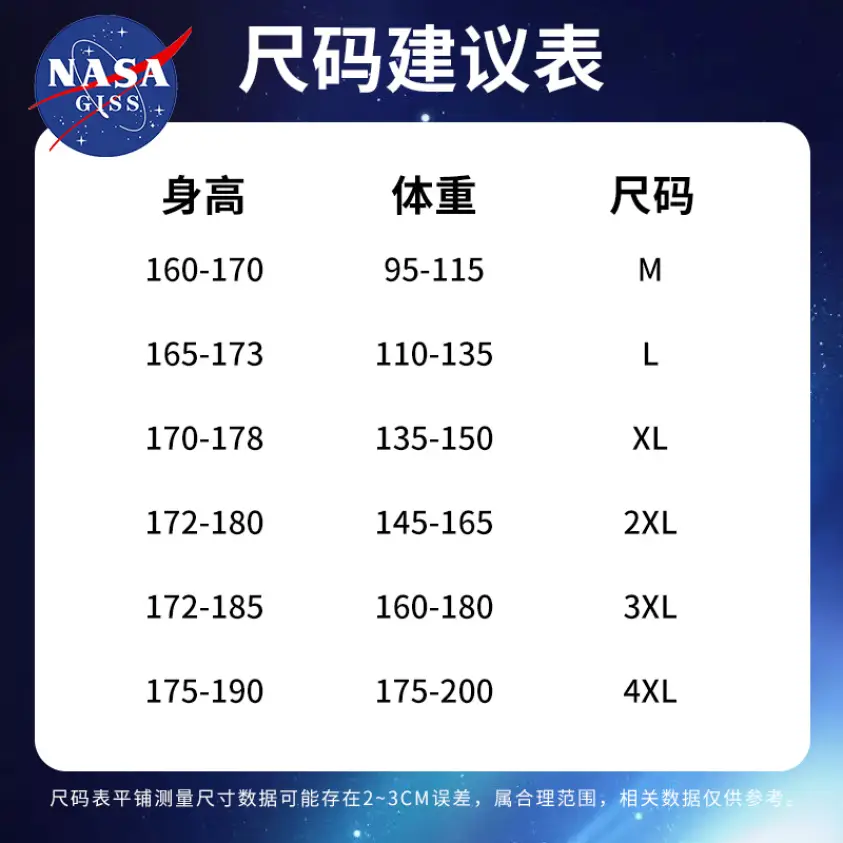 NASA
GISS
尺码建议表
身高 体重 尺码
160-170 95-115 M
165-173 110-135 L
170-178 135-150 XL
172-180 145-165 2XL
172-185 160-180 3XL
175-190 175-200 4XL
尺码表平铺测量尺寸数据可能存在2~3CM误差，属合理范围，相关数据仅供参考。